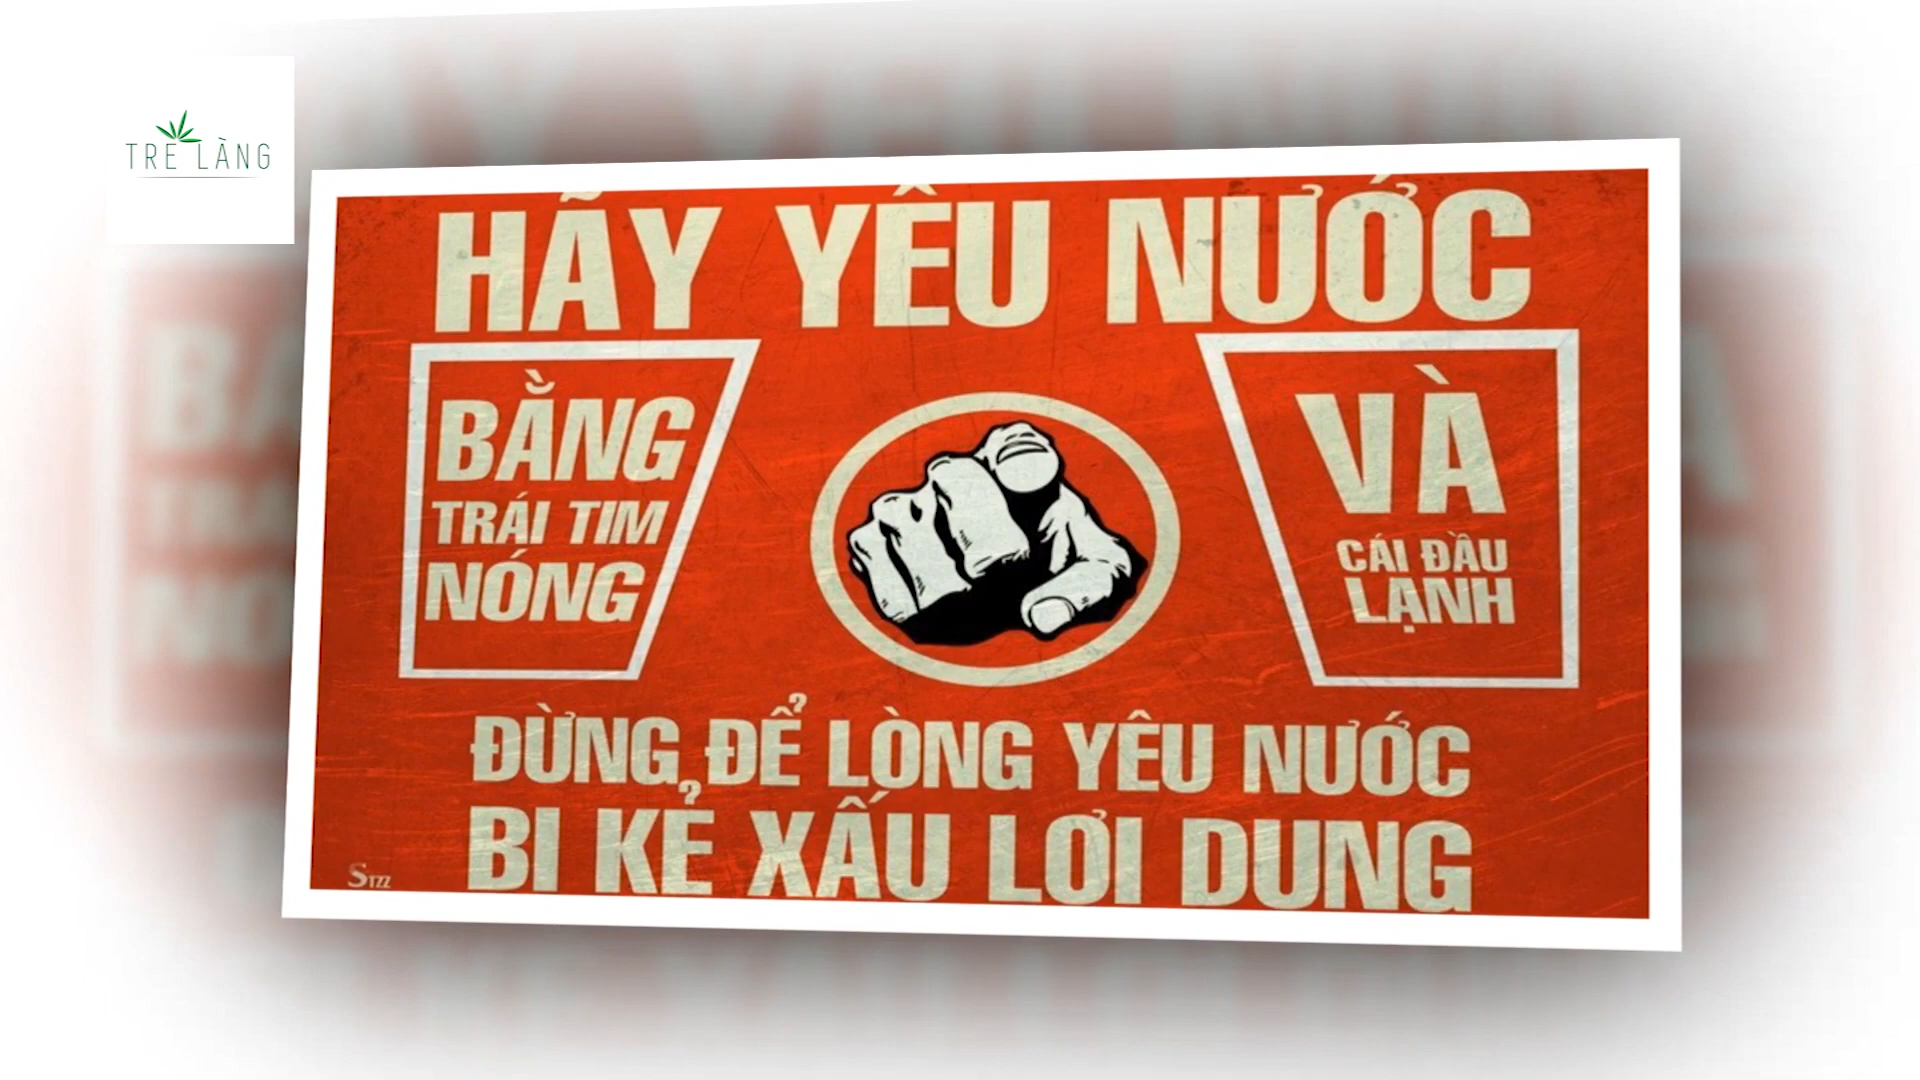 TRE LÀNG
HÃY YÊU NƯỚC
BẰNG
TRÁI TIM
NÓNG
VÀ
CÁI ĐẦU
LẠNH
ĐỪNG ĐỂ LÒNG YÊU NƯỚC
BỊ KẺ XẤU LỢI DỤNG
STZZ